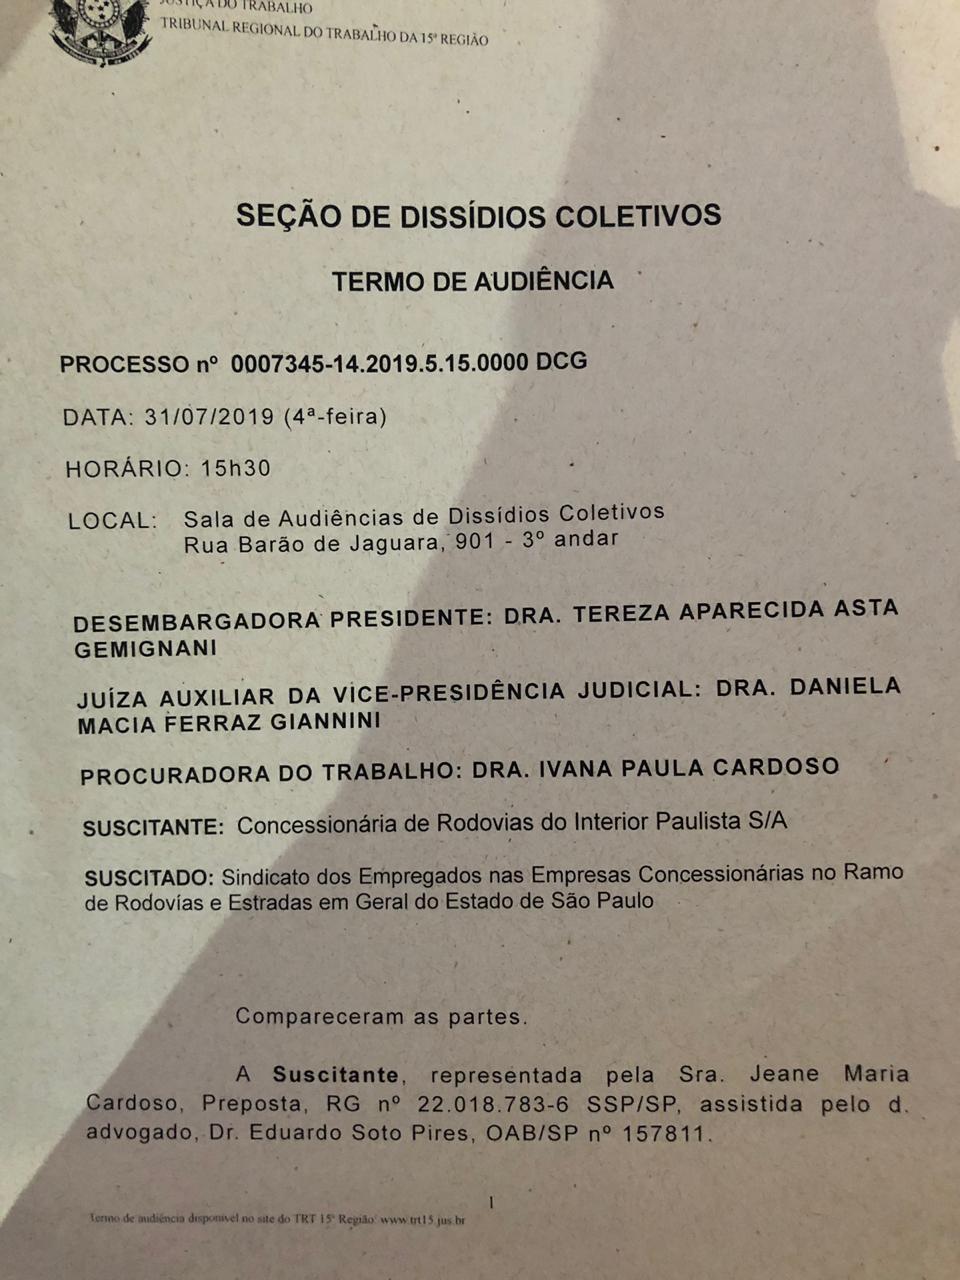 JUSTIÇA DO TRABALHO
TRIBUNAL REGIONAL DO TRABALHO DA 15ª REGIÃO
SEÇÃO DE DISSÍDIOS COLETIVOS
TERMO DE AUDIÊNCIA
PROCESSO nº 0007345-14.2019.5.15.0000 DCG
DATA: 31/07/2019 (4ª-feira)
HORÁRIO: 15h30
LOCAL: Sala de Audiências de Dissídios Coletivos
Rua Barão de Jaguara, 901 - 3º andar
DESEMBARGADORA PRESIDENTE: DRA. TEREZA APARECIDA ASTA
GEMIGNANI
JUÍZA AUXILIAR DA VICE-PRESIDÊNCIA JUDICIAL: DRA. DANIELA
MACIA FERRAZ GIANNINI
PROCURADORA DO TRABALHO: DRA. IVANA PAULA CARDOSO
SUSCITANTE: Concessionária de Rodovias do Interior Paulista S/A
SUSCITADO: Sindicato dos Empregados nas Empresas Concessionárias no Ramo
de Rodovias e Estradas em Geral do Estado de São Paulo
Compareceram as partes.
A Suscitante, representada pela Sra. Jeane Maria
Cardoso, Preposta, RG nº 22.018.783-6 SSP/SP, assistida pelo d.
advogado, Dr. Eduardo Soto Pires, OAB/SP nº 157811.
1
Termo de audiência disponível no site do TRT 15ª Região: www.trt15.jus.br